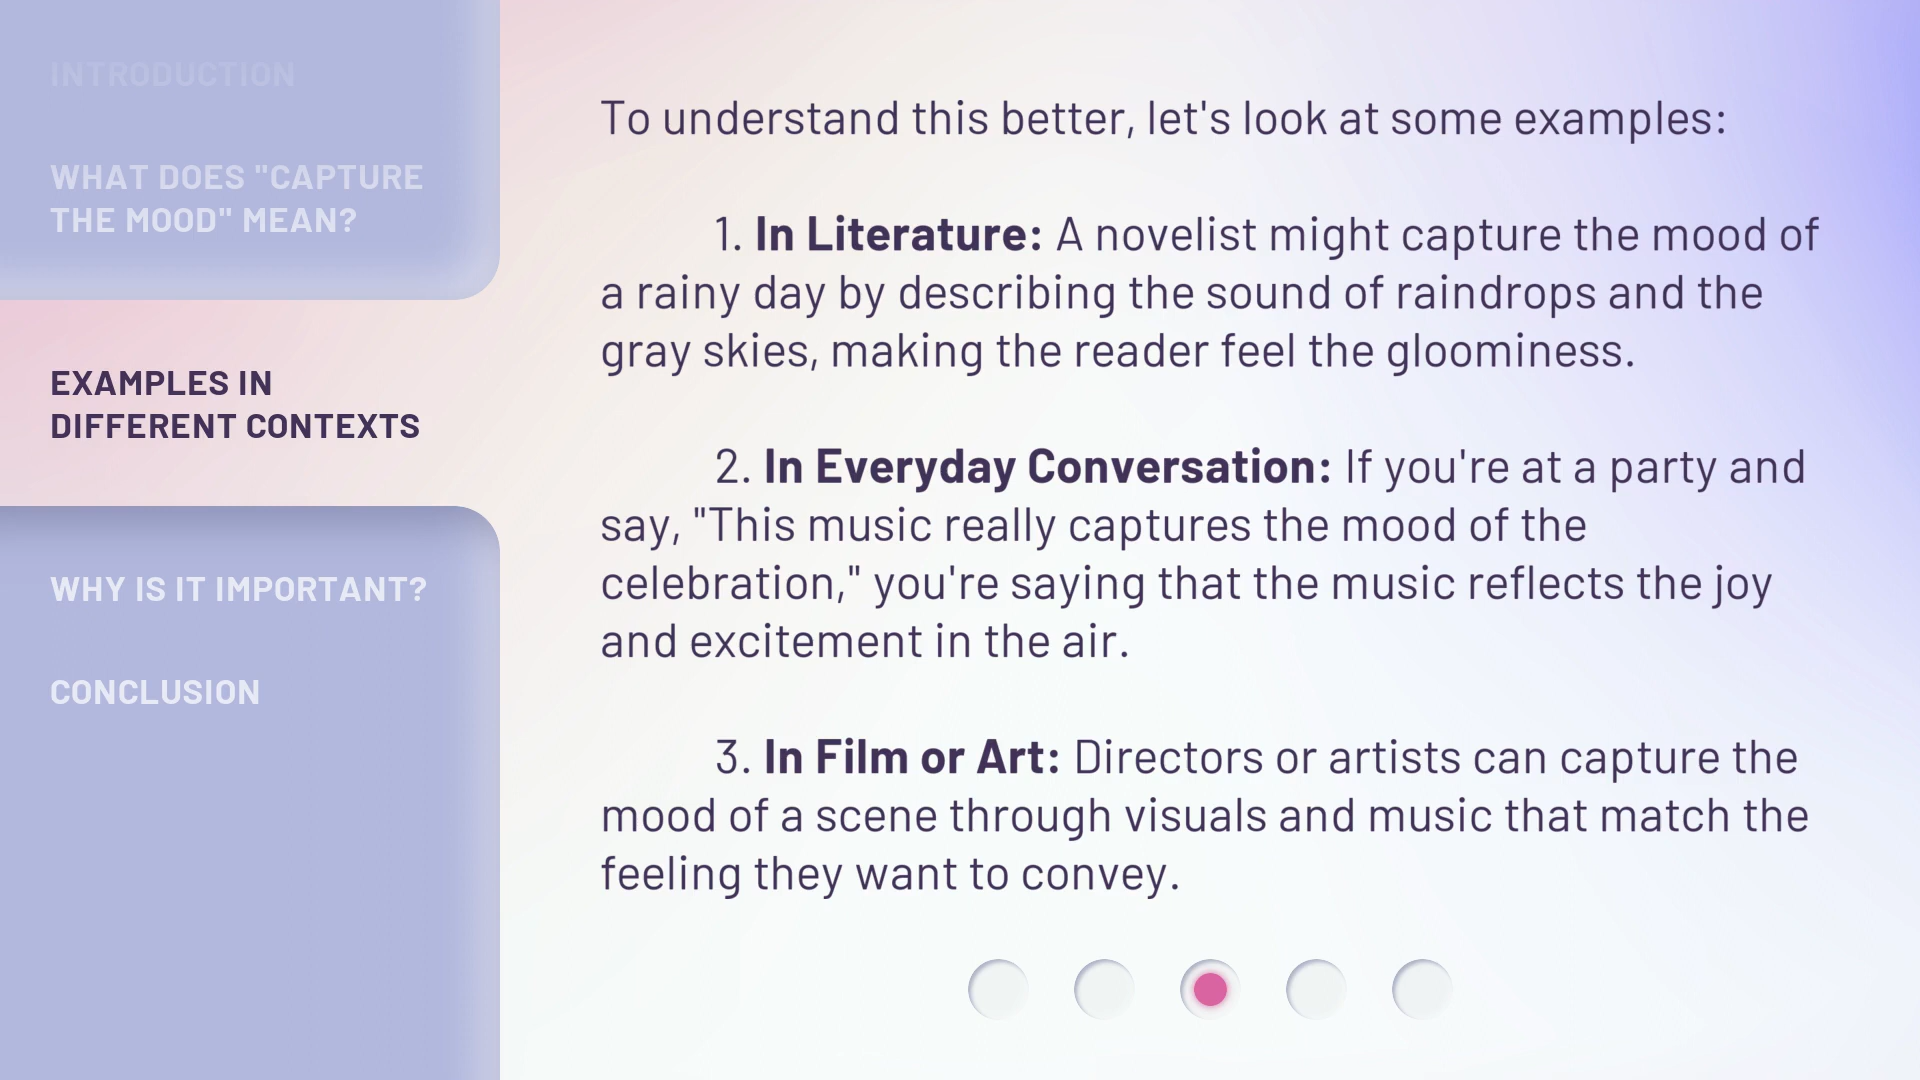 INTRODUCTION
WHAT DOES "CAPTURE
THE MOOD" MEAN?
EXAMPLES IN
DIFFERENT CONTEXTS
WHY IS IT IMPORTANT?
CONCLUSION
To understand this better, let's look at some examples:
1. In Literature: A novelist might capture the mood of
a rainy day by describing the sound of raindrops and the
gray skies, making the reader feel the gloominess.
2. In Everyday Conversation: If you're at a party and
say, "This music really captures the mood of the
celebration," you're saying that the music reflects the joy
and excitement in the air.
3. In Film or Art: Directors or artists can capture the
mood of a scene through visuals and music that match the
feeling they want to convey.